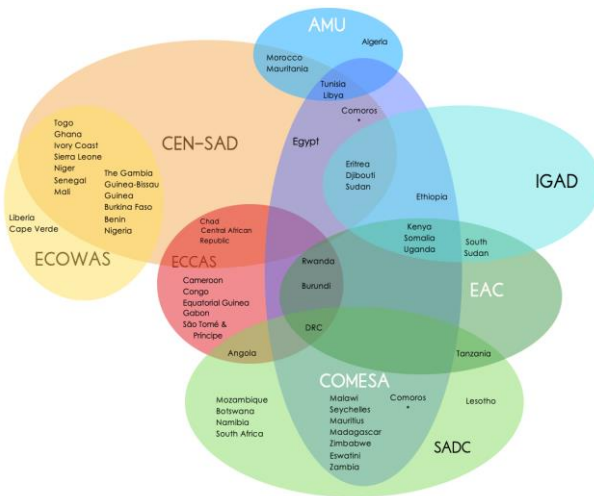 AMU
Algeria
Morocco
Mauritania
Tunisia
Libya
Comoros
*
CEN-SAD
Egypt
Togo
Ghana
Ivory Coast
Sierra Leone
Niger
Senegal
Mali
The Gambia
Guinea-Bissau
Guinea
Burkina Faso
Benin
Nigeria
Liberia
Cape Verde
ECOWAS
Eritrea
Djibouti
Sudan
IGAD
Ethiopia
Kenya
Somalia
Uganda
South
Sudan
Chad
Central African
Republic
ECCAS
Cameroon
Congo
Equatorial Guinea
Gabon
São Tomé &
Príncipe
Rwanda
Burundi
DRC
EAC
Angola
Tanzania
COMESA
Malawi
Seychelles
Mauritius
Madagascar
Zimbabwe
Eswatini
Zambia
Comoros
*
Mozambique
Botswana
Namibia
South Africa
Lesotho
SADC